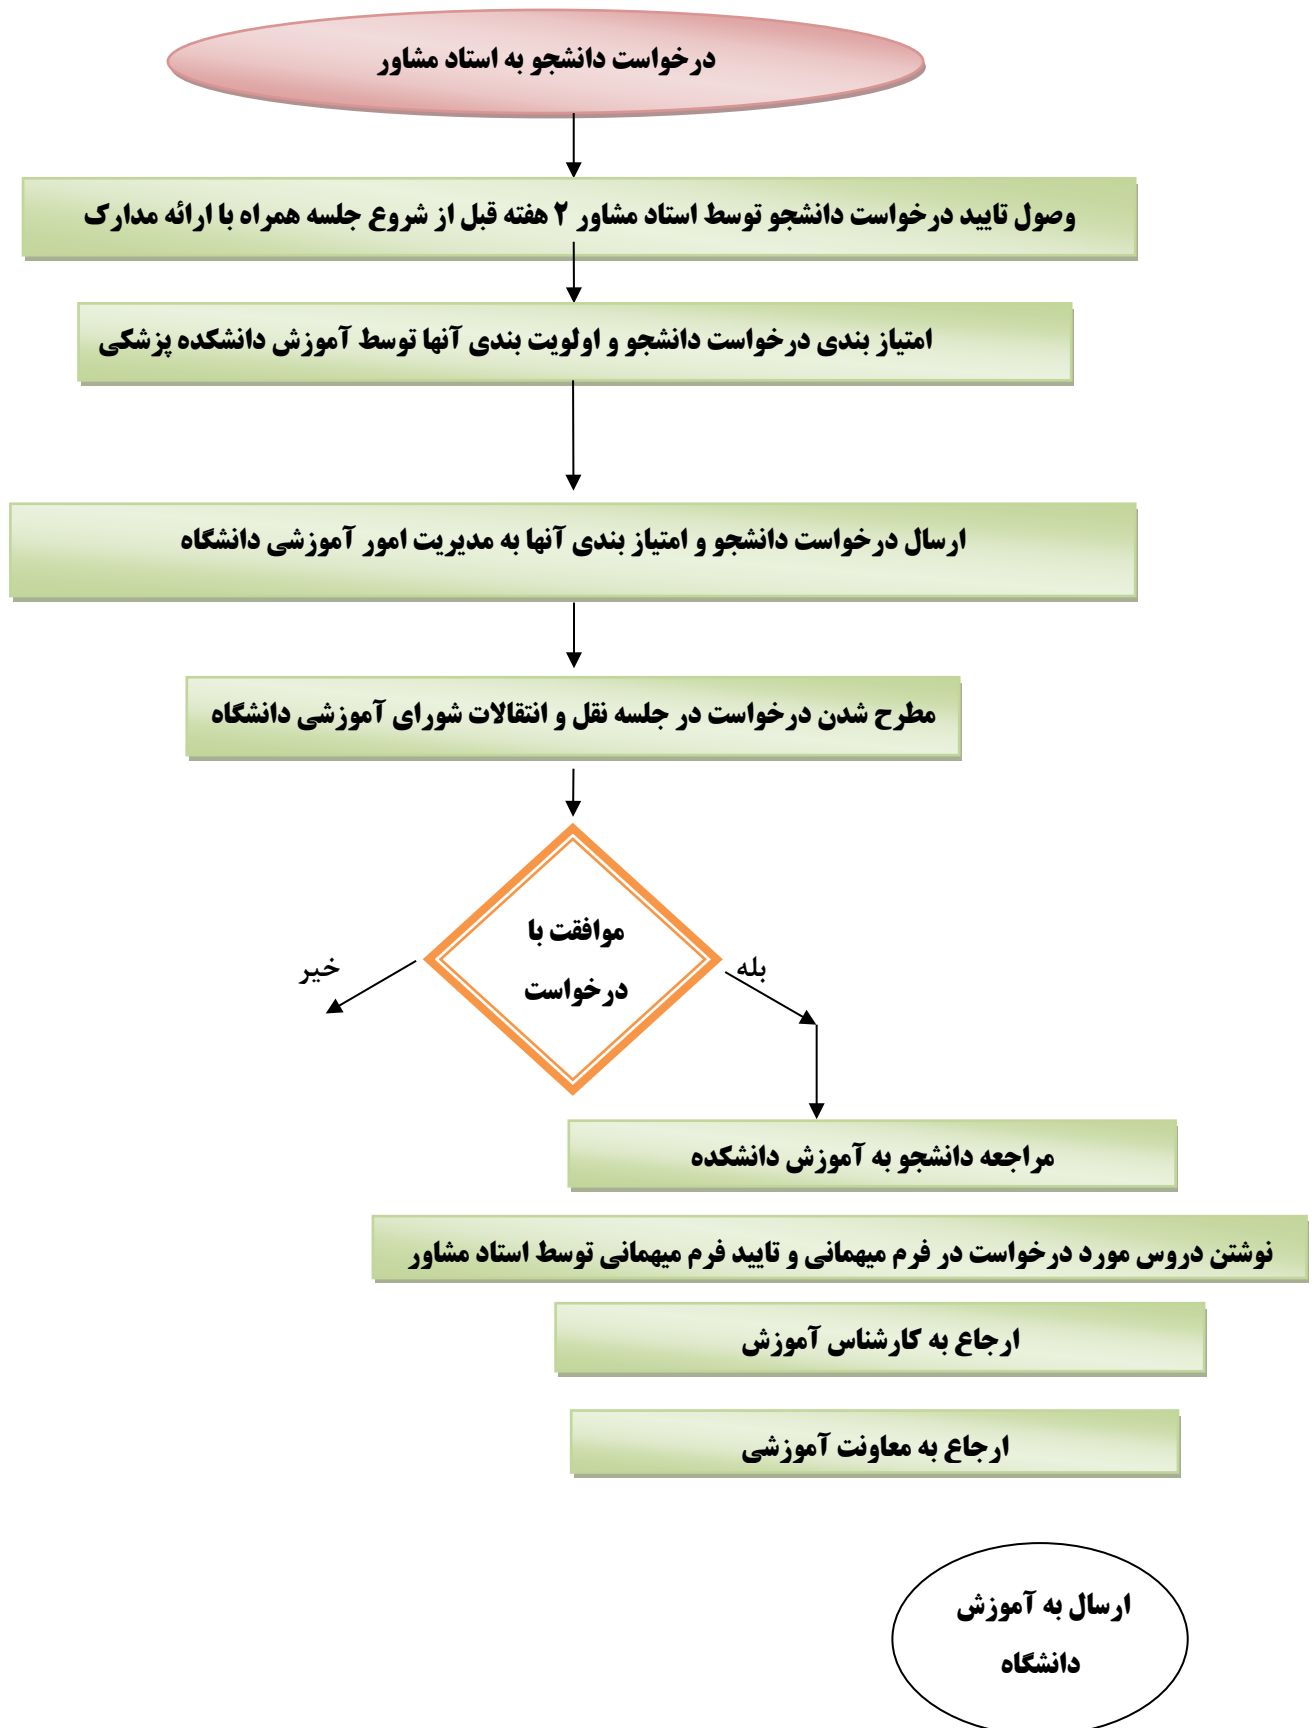 درخواست دانشجو به استاد مشاور
وصول تایید درخواست دانشجو توسط استاد مشاور ۲ هفته قبل از شروع جلسه همراه با ارائه مدارک
امتیاز بندی درخواست دانشجو و اولویت بندی آنها توسط آموزش دانشکده پزشکی
ارسال درخواست دانشجو و امتیاز بندی آنها به مدیریت امور آموزشی دانشگاه
مطرح شدن درخواست در جلسه نقل و انتقالات شورای آموزشی دانشگاه
موافقت با
درخواست
بله
خیر
مراجعه دانشجو به آموزش دانشکده
نوشتن دروس مورد درخواست در فرم میهمانی و تایید فرم میهمانی توسط استاد مشاور
ارجاع به کارشناس آموزش
ارجاع به معاونت آموزشی
ارسال به آموزش
دانشگاه